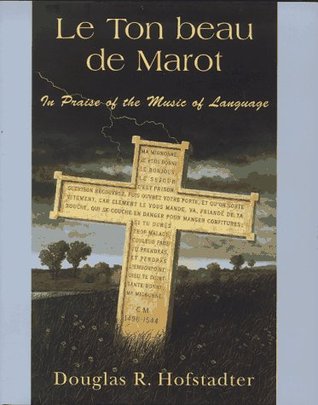 Le Ton beau
de Marot
In Praise of the Music of Language
MA MIGNONNE,
JE VOUS DONNE
LE BON JOUR;
LE SEJOUR
C'EST PRISON.
GUERISON RECOUVREZ, PUIS OUVREZ VOTRE PORTE, ET QU'ON SORTE
VITEMENT, CAR CLEMENT LE VOUS MANDE. VA, FRIANDE DE TA
BOUCHE, QUI SE COUCHE EN DANGER POUR MANGER CONFITURES;
SI TU DURES
TROP MALADE,
COULEUR FADE
TU PRENDRAS,
ET PERDRAS
L'EMBONPOINT.
DIEU TE DOINT
SANTE BONNE,
MA MIGNONNE.
C M
1496-1544
Douglas R. Hofstadter